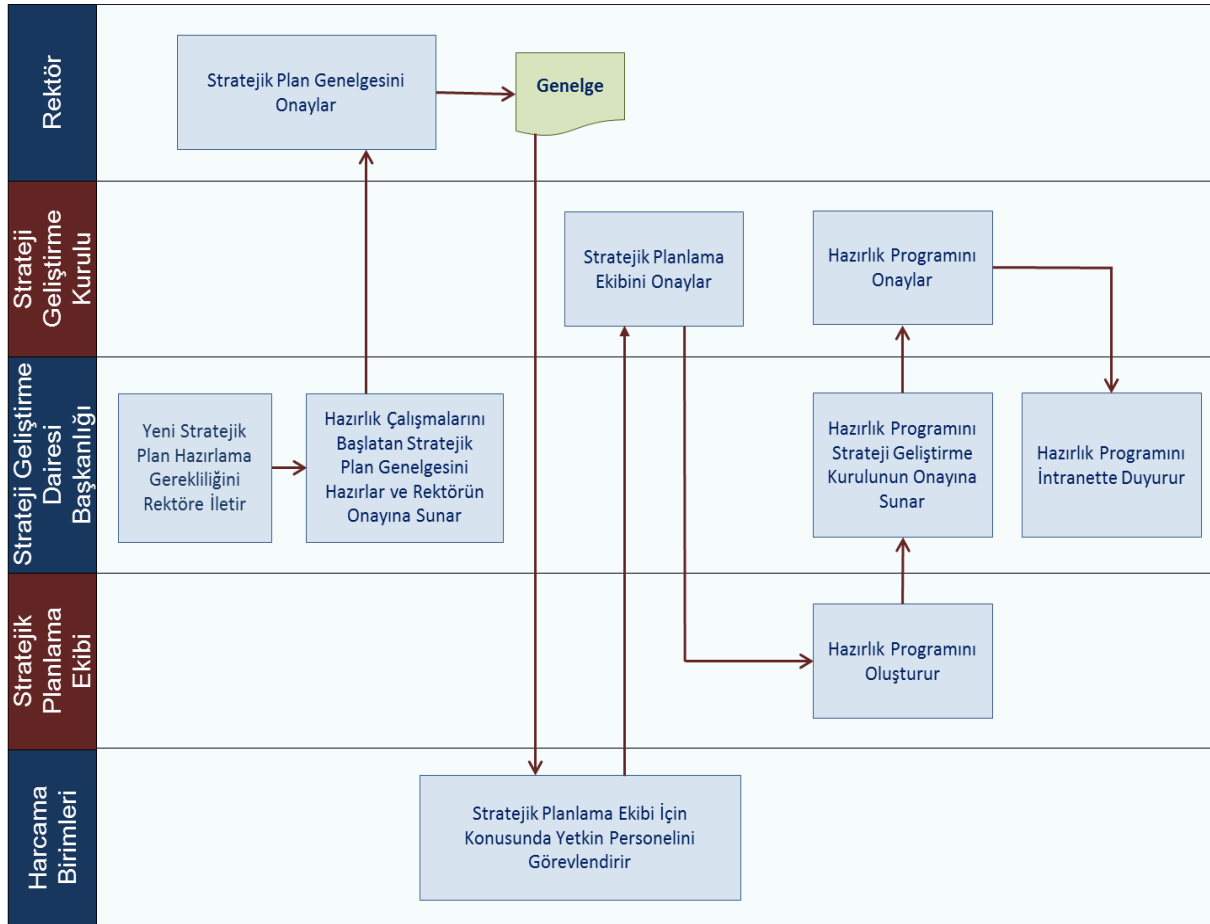 Rektör
Stratejik Plan Genelgesini
Onaylar
Genelge
Strateji
Geliştirme
Kurulu
Stratejik Planlama
Ekibini Onaylar
Hazırlık Programını
Onaylar
Strateji Geliştirme
Dairesi
Başkanlığı
Yeni Stratejik
Plan Hazırlama
Gerekliliğini
Rektöre İletir
Hazırlık Çalışmalarını
Başlatan Stratejik
Plan Genelgesini
Hazırlar ve Rektörün
Onayına Sunar
Hazırlık Programını
Strateji Geliştirme
Kurulunun Onayına
Sunar
Hazırlık Programını
İntranette Duyurur
Stratejik
Planlama
Ekibi
Hazırlık Programını
Oluşturur
Harcama
Birimleri
Stratejik Planlama Ekibi İçin
Konusunda Yetkin Personelini
Görevlendirir